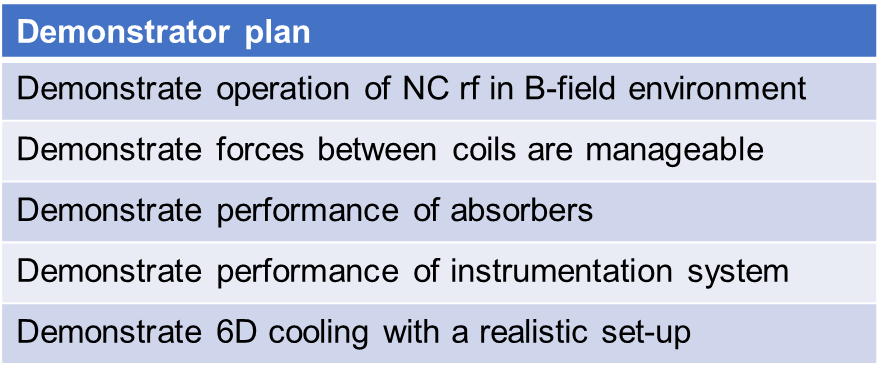 Demonstrator plan
Demonstrate operation of NC rf in B-field environment
Demonstrate forces between coils are manageable
Demonstrate performance of absorbers
Demonstrate performance of instrumentation system
Demonstrate 6D cooling with a realistic set-up